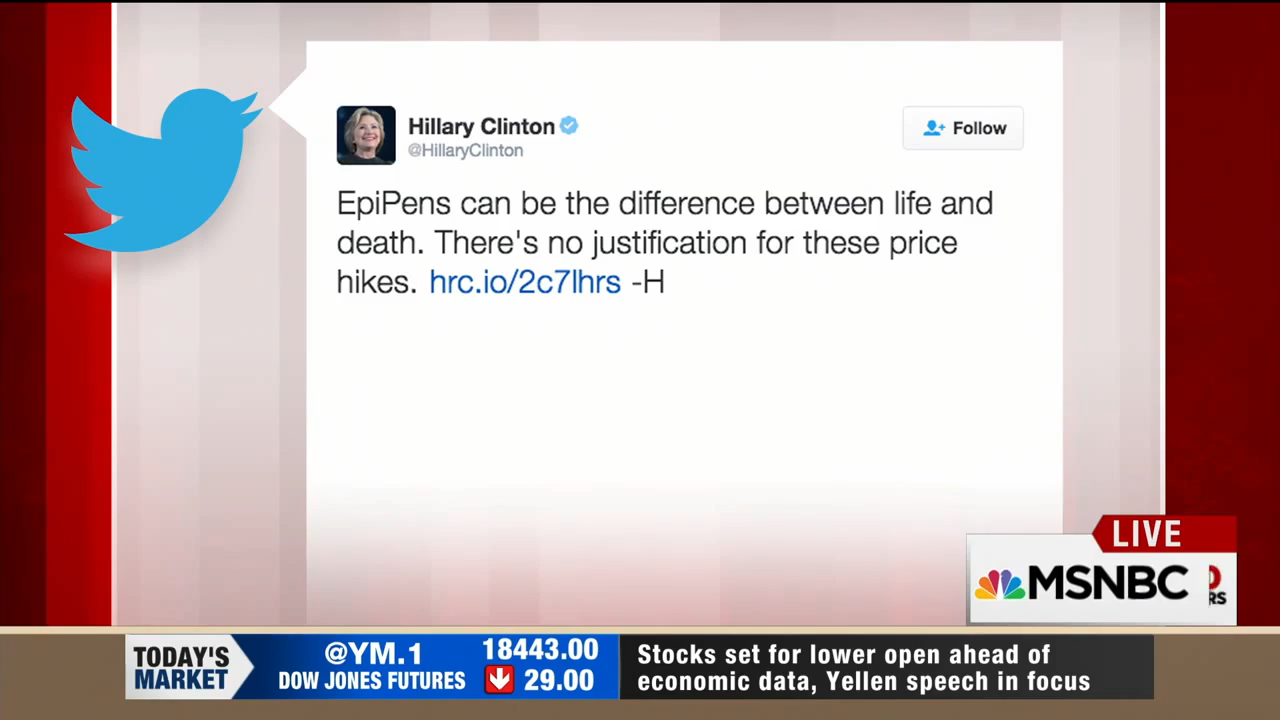 Hillary Clinton
@HillaryClinton
Follow
EpiPens can be the difference between life and
death. There's no justification for these price
hikes. hrc.io/2c7lhrs -H
LIVE
MSNBC
TODAY'S
MARKET
@YM.1
DOW JONES FUTURES
18443.00
29.00
Stocks set for lower open ahead of
economic data, Yellen speech in focus